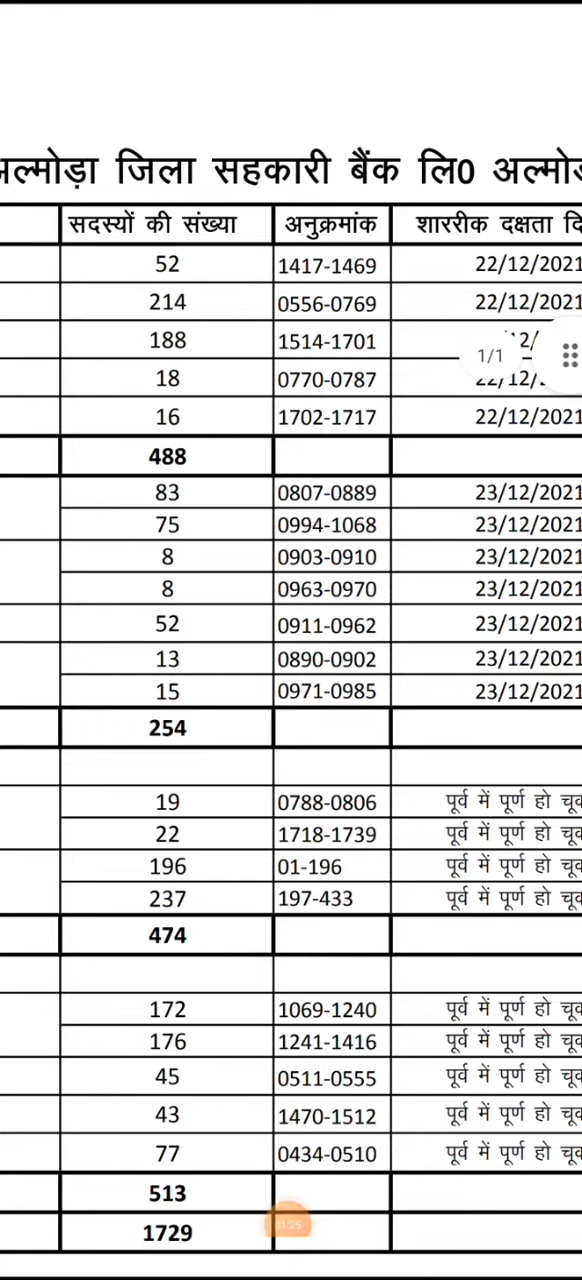 अल्मोड़ा जिला सहकारी बैंक लि0
सदस्यों की संख्या अनुक्रमांक शाररीक दक्षता
52 1417-1469 22/12/2021
214 0556-0769 22/12/2021
188 1514-1701
1/1
18 0770-0787
16 1702-1717 22/12/2021
488
83 0807-0889 23/12/2021
75 0994-1068 23/12/2021
8 0903-0910 23/12/2021
8 0963-0970 23/12/2021
52 0911-0962 23/12/2021
13 0890-0902 23/12/2021
15 0971-0985 23/12/2021
254
19 0788-0806 पूर्व में पूर्ण हो
22 1718-1739 पूर्व में पूर्ण हो
196 01-196 पूर्व में पूर्ण हो
237 197-433 पूर्व में पूर्ण हो
474
172 1069-1240 पूर्व में पूर्ण हो
176 1241-1416 पूर्व में पूर्ण हो
45 0511-0555 पूर्व में पूर्ण हो
43 1470-1512 पूर्व में पूर्ण हो
77 0434-0510 पूर्व में पूर्ण हो
513
01:25
1729